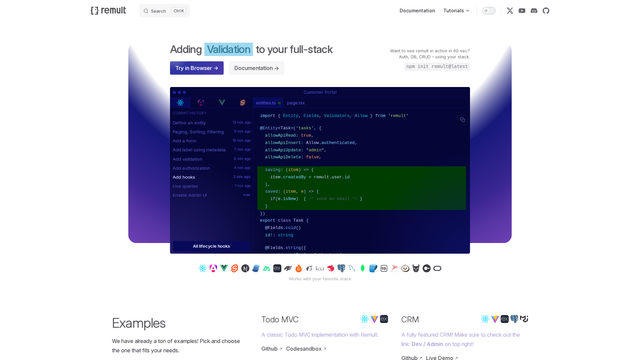 remult
Search Ctrl K
Documentation Tutorials
Adding Validation to your full-stack
Try in Browser →
Documentation →
Want to see remult in action in 60 sec?
Auth, DB, CRUD - using your stack.
npm init remult@latest
Customer Portal
entities.ts
page.tsx
Define an entity
Paging, Sorting, Filtering
Add a form
Add label using metadata
Add validation
Add authorization
Add hooks
Live queries
Enable Admin UI
All lifecycle hooks
import { Entity, Fields, Validators, Allow } from 'remult'
@Entity<Task>('tasks', {
allowApiRead: true,
allowApiInsert: Allow.authenticated,
allowApiUpdate: "admin",
allowApiDelete: false,
saving: (item) => {
item.createdBy = remult.user.id
},
saved: (item, e) => {
if(e.isNew) { /* send an email */ }
}
})
export class Task {
@Fields.cuid()
id!: string
@Fields.string({
Works with your favorite stack
Examples
We have already a ton of examples! Pick and choose
the one that fits your needs.
Todo MVC
A classic Todo MVC implementation with Remult.
Github ↗ Codesandbox ↗
CRM
A fully featured CRM! Make sure to check out the
link: Dev / Admin on top right!
Github ↗ Live Demo ↗